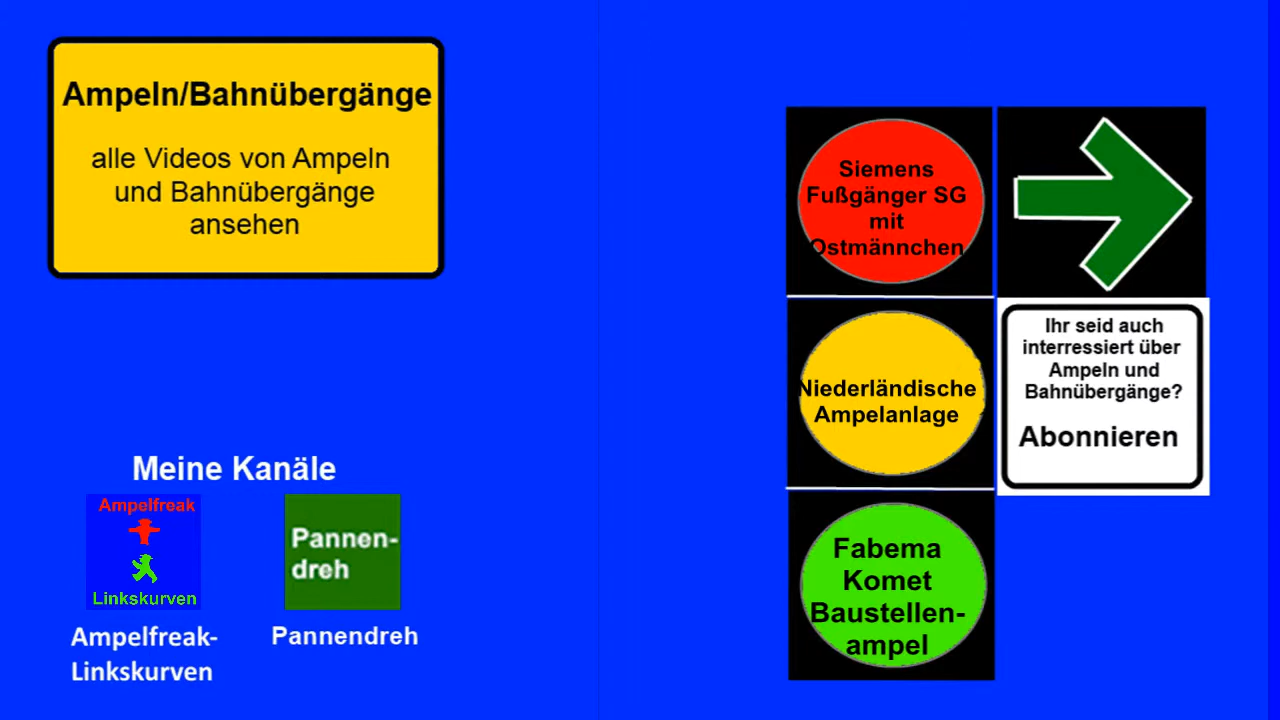 Ampeln/Bahnübergänge
alle Videos von Ampeln
und Bahnübergänge
ansehen
Meine Kanäle
Ampelfreak
Linkskurven
Ampelfreak-
Linkskurven
Pannen-
dreh
Pannendreh
Siemens
Fußgänger SG
mit
Ostmännchen
Niederländische
Ampelanlage
Fabema
Komet
Baustellen-
ampel
Ihr seid auch
interressiert über
Ampeln und
Bahnübergänge?
Abonnieren